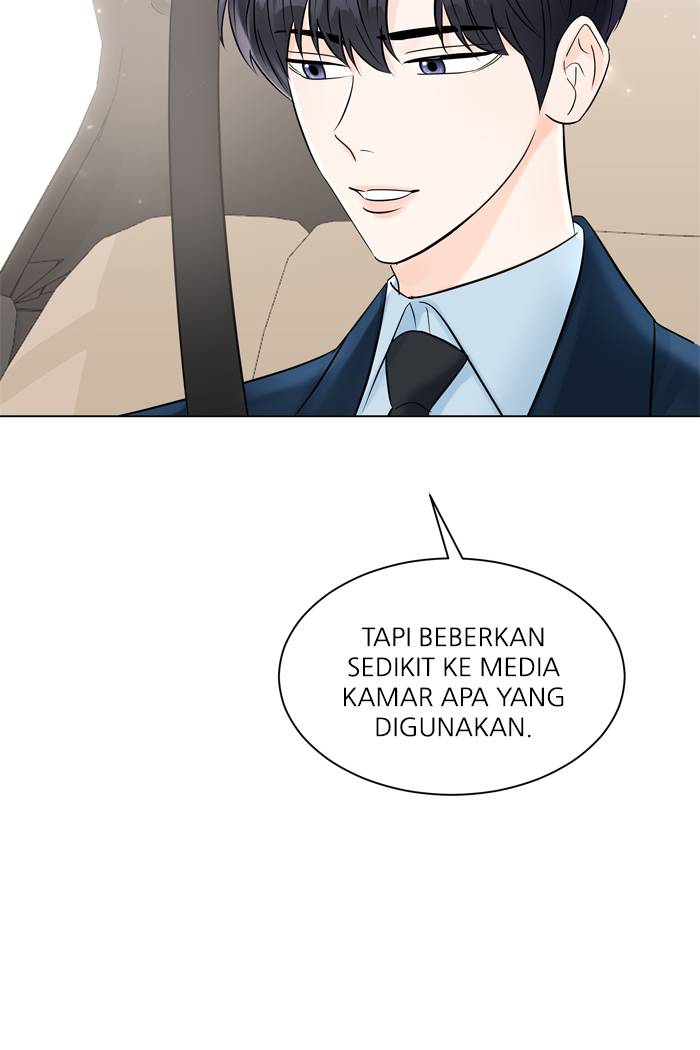 TAPI BEBERKAN
SEDIKIT KE MEDIA
KAMAR APA YANG
DIGUNAKAN.